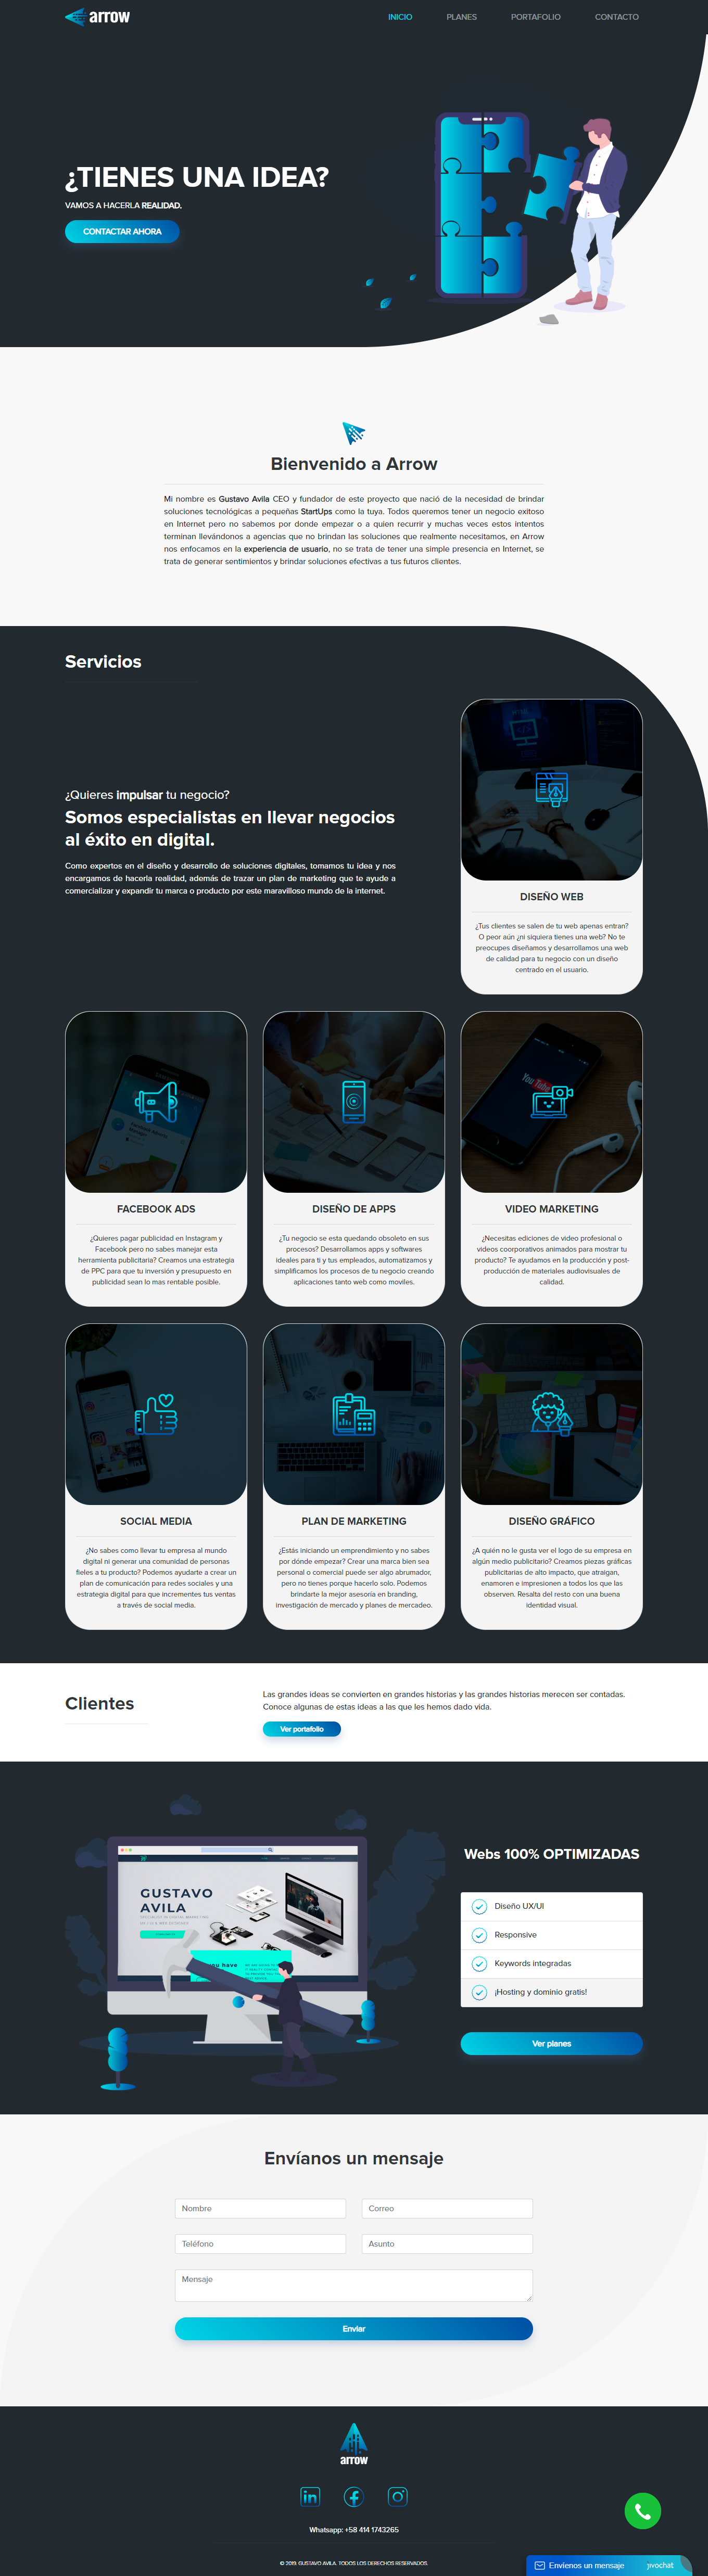 arrow
INICIO PLANES PORTAFOLIO CONTACTO
¿TIENES UNA IDEA?
VAMOS A HACERLA REALIDAD.
CONTACTAR AHORA
Bienvenido a Arrow
Mi nombre es Gustavo Avila CEO y fundador de este proyecto que nació de la necesidad de brindar
soluciones tecnológicas a pequeñas StartUps como la tuya. Todos queremos tener un negocio exitoso
en Internet pero no sabemos por donde empezar o a quien recurrir y muchas veces estos intentos
terminan llevándonos a agencias que no brindan las soluciones que realmente necesitamos, en Arrow
nos enfocamos en la experiencia de usuario, no se trata de tener una simple presencia en Internet, se
trata de generar sentimientos y brindar soluciones efectivas a tus futuros clientes.
Servicios
¿Quieres impulsar tu negocio?
Somos especialistas en llevar negocios
al éxito en digital.
Como expertos en el diseño y desarrollo de soluciones digitales, tomamos tu idea y nos
encargamos de hacerla realidad, además de trazar un plan de marketing que te ayude a
comercializar y expandir tu marca o producto por este maravilloso mundo de la internet.
DISEÑO WEB
¿Tus clientes se salen de tu web apenas entran?
O peor aún ¿ni siquiera tienes una web? No te
preocupes diseñamos y desarrollamos una web
de calidad para tu negocio con un diseño
centrado en el usuario.
FACEBOOK ADS
¿Quieres pagar publicidad en Instagram y
Facebook pero no sabes manejar esta
herramienta publicitaria? Creamos una estrategia
de PPC para que tu inversión y presupuesto en
publicidad sean lo mas rentable posible.
DISEÑO DE APPS
¿Tu negocio se esta quedando obsoleto en sus
procesos? Desarrollamos apps y softwares
ideales para ti y tus empleados, automatizamos y
simplificamos los procesos de tu negocio creando
aplicaciones tanto web como moviles.
You Tube
VIDEO MARKETING
¿Necesitas ediciones de video profesional o
videos coorporativos animados para mostrar tu
producto? Te ayudamos en la producción y post-
producción de materiales audiovisuales de
calidad.
SOCIAL MEDIA
¿No sabes como llevar tu empresa al mundo
digital ni generar una comunidad de personas
fieles a tu producto? Podemos ayudarte a crear un
plan de comunicación para redes sociales y una
estrategia digital para que incrementes tus ventas
a través de social media.
PLAN DE MARKETING
¿Estás iniciando un emprendimiento y no sabes
por dónde empezar? Crear una marca bien sea
personal o comercial puede ser algo abrumador,
pero no tienes porque hacerlo solo. Podemos
brindarte la mejor asesoría en branding,
investigación de mercado y planes de mercadeo.
DISEÑO GRÁFICO
¿A quién no le gusta ver el logo de su empresa en
algún medio publicitario? Creamos piezas gráficas
publicitarias de alto impacto, que atraigan,
enamoren e impresionen a todos los que las
observen. Resalta del resto con una buena
identidad visual.
Clientes
Las grandes ideas se convierten en grandes historias y las grandes historias merecen ser contadas.
Conoce algunas de estas ideas a las que les hemos dado vida.
Ver portafolio
GUSTAVO
AVILA
you have
Webs 100% OPTIMIZADAS
Diseño UX/UI
Responsive
Keywords integradas
¡Hosting y dominio gratis!
Ver planes
Envíanos un mensaje
Nombre
Correo
Teléfono
Asunto
Mensaje
Enviar
arrow
in
Whatsapp: +58 414 1743265
© 2019. GUSTAVO AVILA. TODOS LOS DERECHOS RESERVADOS.
Envíenos un mensaje jivochat